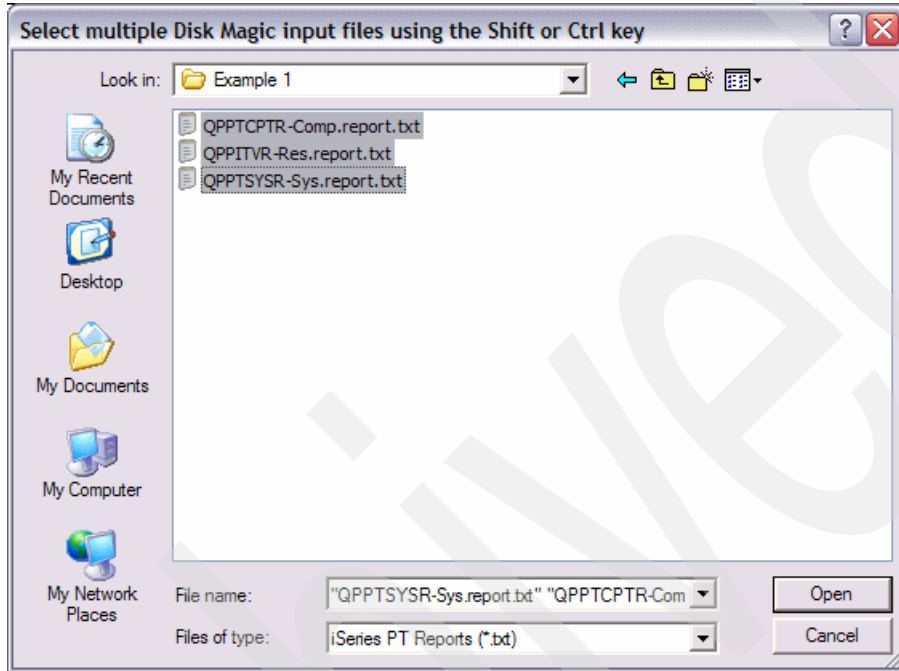 Select multiple Disk Magic input files using the Shift or Ctrl key
Look in:
Example 1
QPPTCPTR-Comp.report.txt
QPPITVR-Res.report.txt
QPPTSYSR-Sys.report.txt
My Recent
Documents
Desktop
My Documents
My Computer
My Network
Places
File name:
"QPPTSYSR-Sys.report.txt" "QPPTCPTR-Com
Open
Files of type:
iSeries PT Reports (*.txt)
Cancel